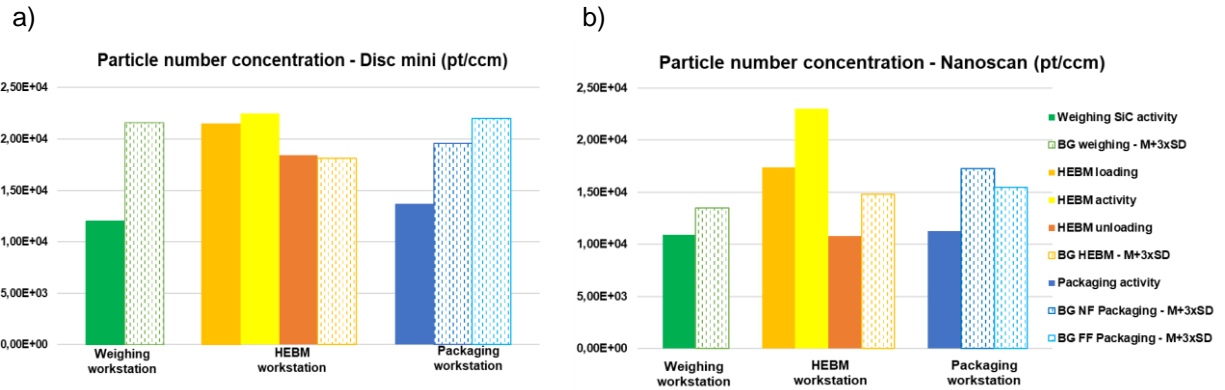 a)
Particle number concentration - Disc mini (pt/ccm)
2,50E+04
2,00E+04
1,50E+04
1,00E+04
5,00E+03
0,00E+00
Weighing
workstation
HEBM
workstation
Packaging
workstation
b)
Particle number concentration - Nanoscan (pt/ccm)
2,50E+04
2,00E+04
1,50E+04
1,00E+04
5,00E+03
0,00E+00
Weighing
workstation
HEBM
workstation
Packaging
workstation
Weighing SiC activity
BG weighing - M+3xSD
HEBM loading
HEBM activity
HEBM unloading
BG HEBM - M+3xSD
Packaging activity
BG NF Packaging - M+3xSD
BG FF Packaging - M+3xSD